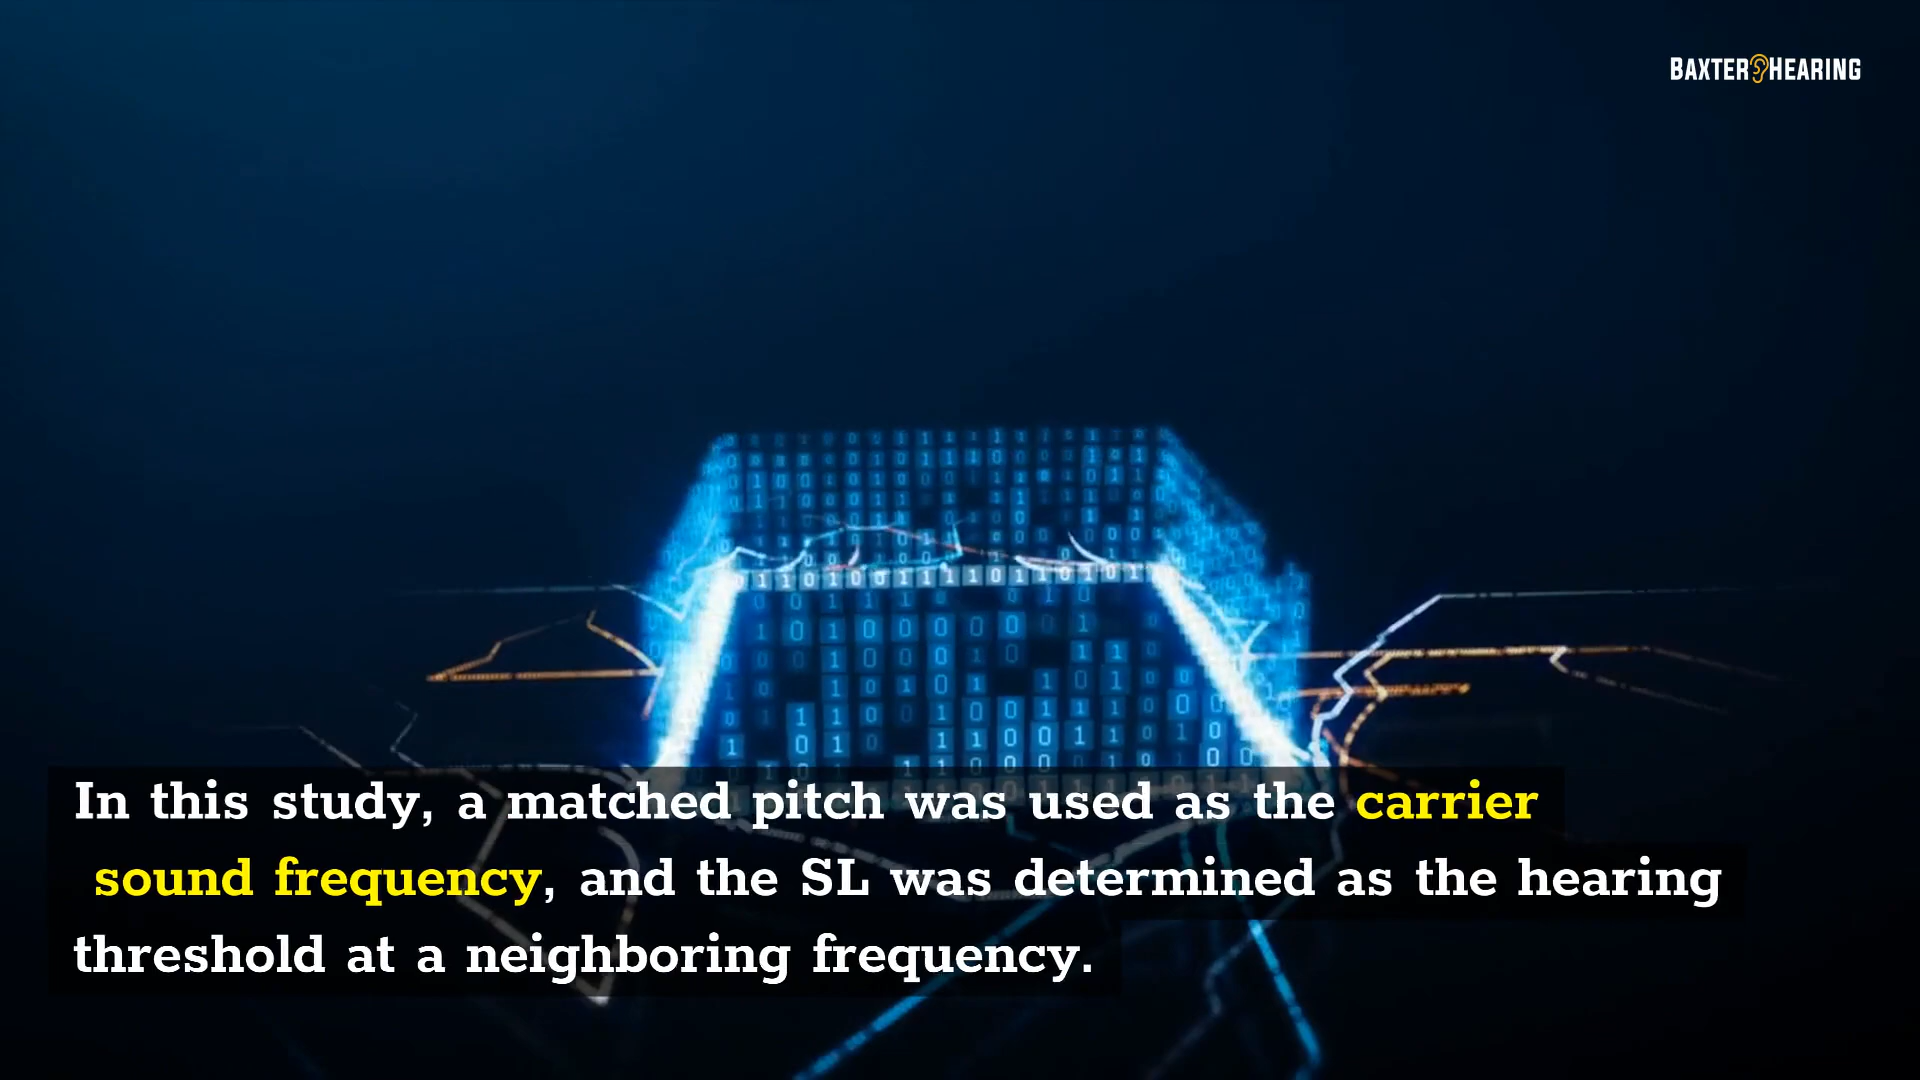 BAXTER HEARING
In this study, a matched pitch was used as the carrier
sound frequency, and the SL was determined as the hearing
threshold at a neighboring frequency.